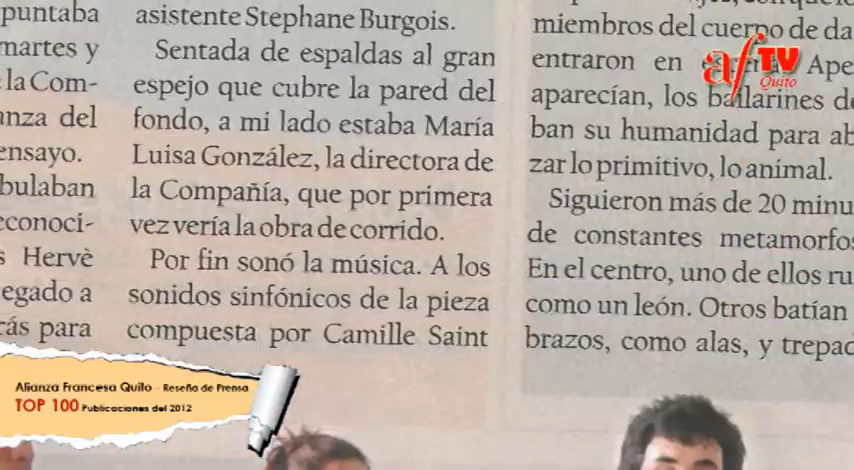 puntaba
martes y
la Com-
nza del
ensayo.
bulaban
econoci-
s Hervè
egado a
rás para
asistente Stephane Burgois.
Sentada de espaldas al gran
espejo que cubre la pared del
fondo, a mi lado estaba María
Luisa González, la directora de
la Compañía, que por primera
vez vería la obra de corrido.
Por fin sonó la música. A los
sonidos sinfónicos de la pieza
compuesta por Camille Saint
miembros del cuerpo de da
entraron en Ape
aparecían, los bailarines de
ban su humanidad para ab
zar lo primitivo, lo animal.
Siguieron más de 20 minu
de constantes metamorfos
En el centro, uno de ellos ru
como un león. Otros batían
brazos, como alas, y trepad
af TV
Quito
Alianza Francesa Quito - Reseña de Prensa
TOP 100 Publicaciones del 2012